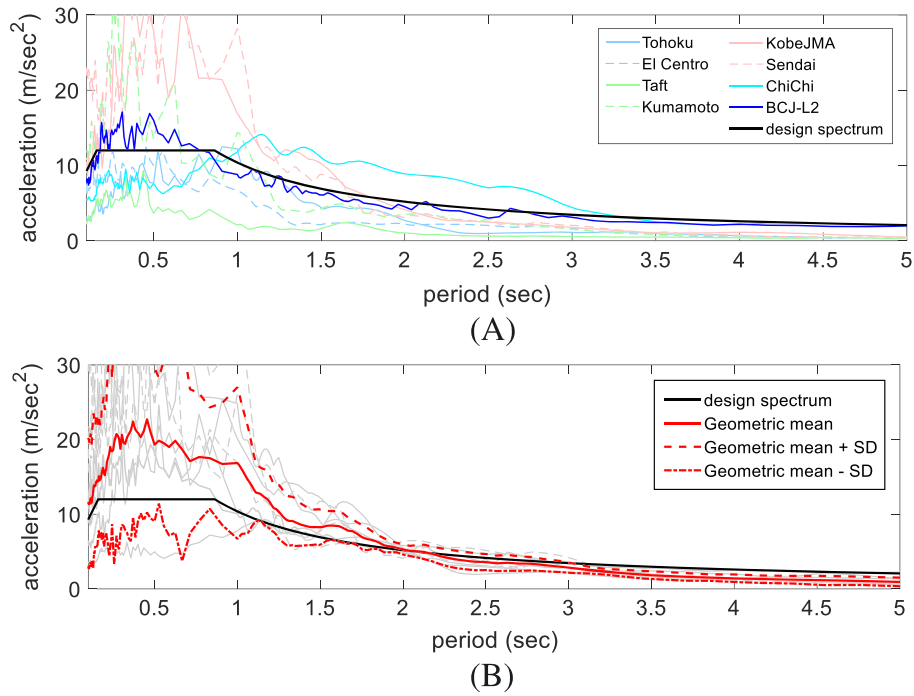 30
20
10
0
acceleration (m/sec²)
Tohoku
El Centro
Taft
Kumamoto
KobeJMA
Sendai
ChiChi
BCJ-L2
design spectrum
0.5 1 1.5 2 2.5 3 3.5 4 4.5 5
period (sec)
(A)
30
20
10
0
acceleration (m/sec²)
design spectrum
Geometric mean
Geometric mean + SD
Geometric mean - SD
0.5 1 1.5 2 2.5 3 3.5 4 4.5 5
period (sec)
(B)